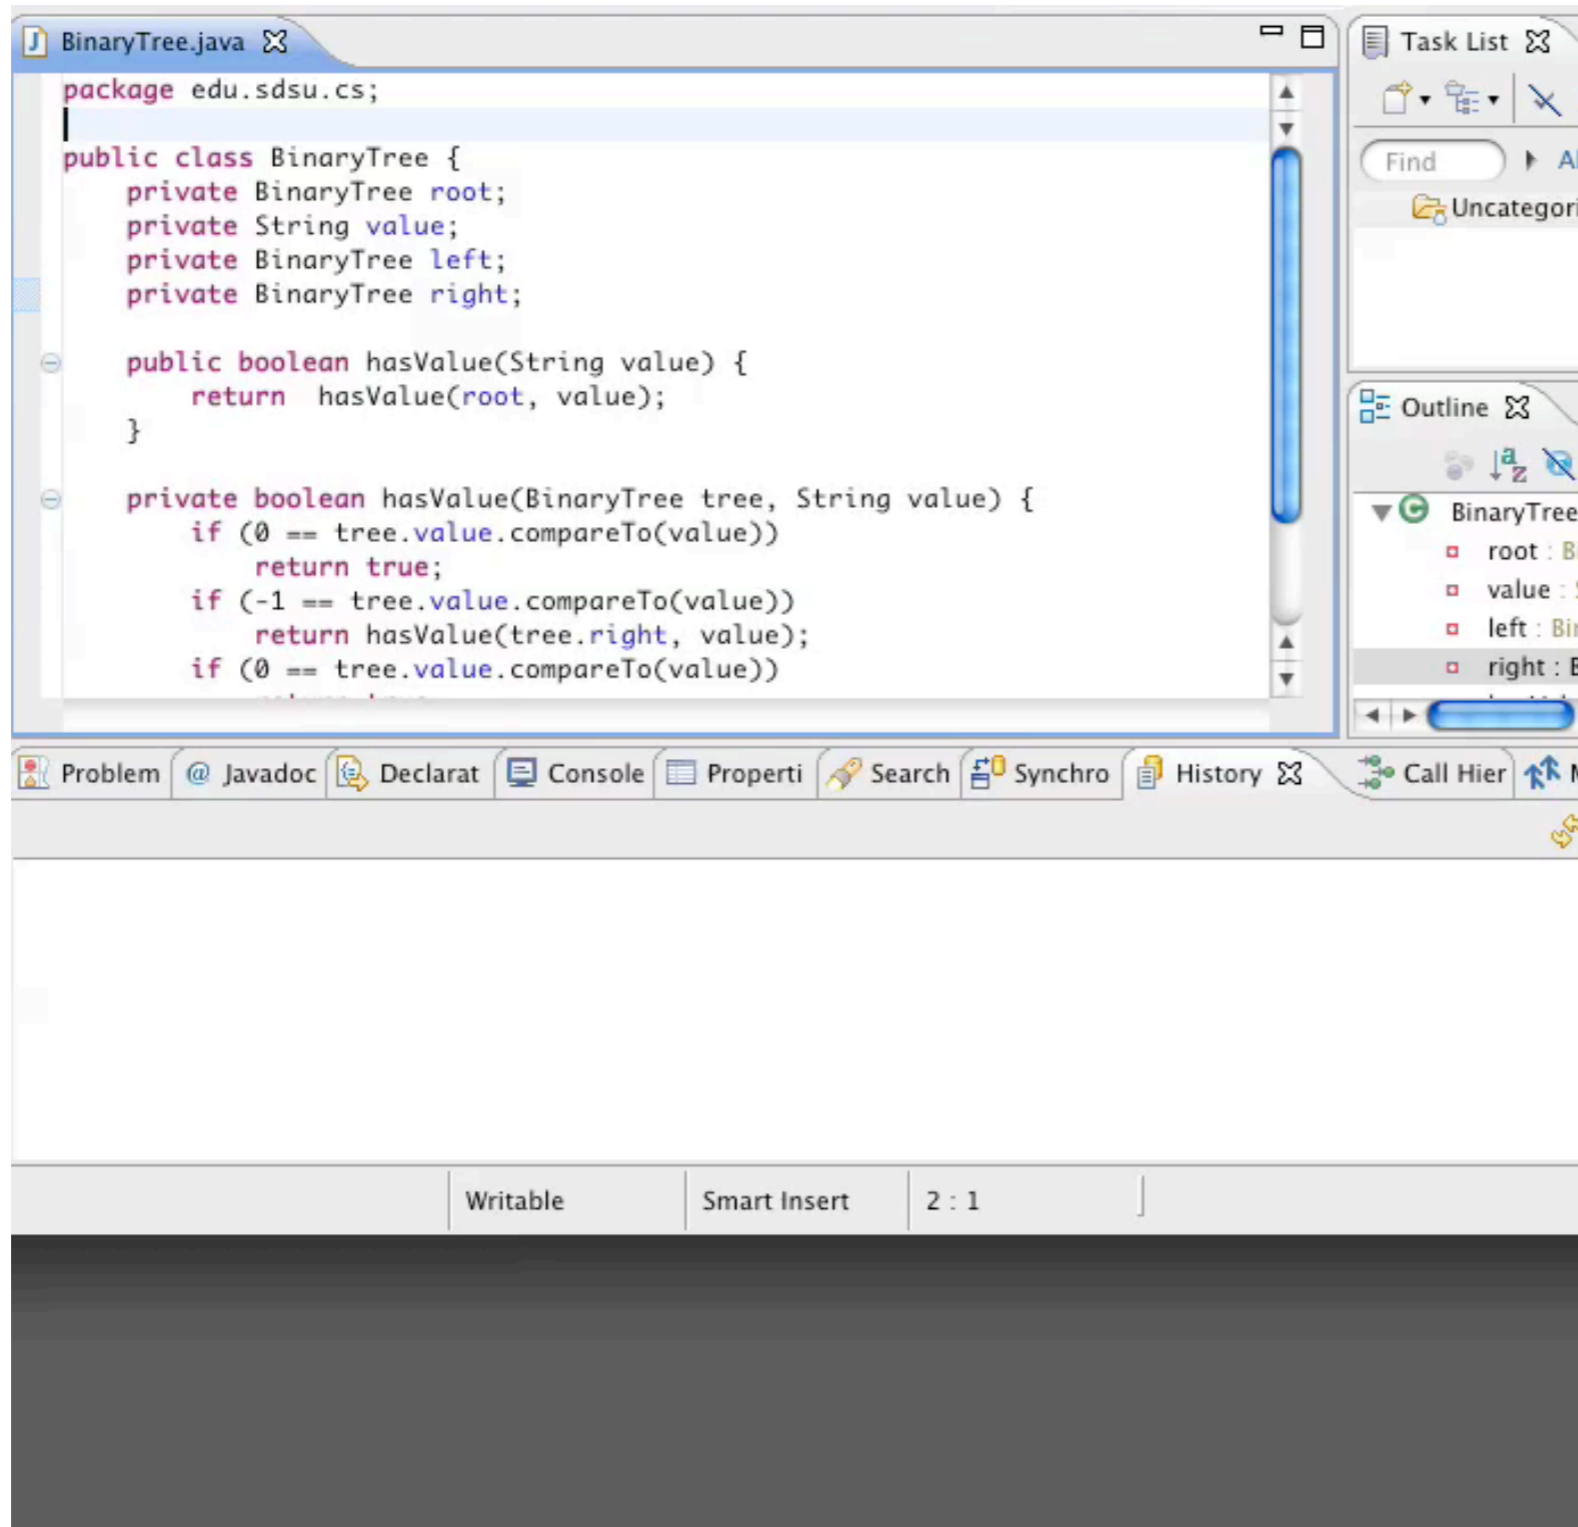 BinaryTree.java
package edu.sdsu.cs;
public class BinaryTree {
private BinaryTree root;
private String value;
private BinaryTree left;
private BinaryTree right;
public boolean hasValue(String value) {
return  hasValue(root, value);
}
private boolean hasValue(BinaryTree tree, String value) {
if (0 == tree.value.compareTo(value))
return true;
if (-1 == tree.value.compareTo(value))
return hasValue(tree.right, value);
if (0 == tree.value.compareTo(value))
Task List
Find
Al
Uncategori
Outline
BinaryTree
root : B
value :
left : Bi
right : B
Problem @ Javadoc Declarat Console Properti Search Synchro History Call Hier
Writable Smart Insert 2 : 1